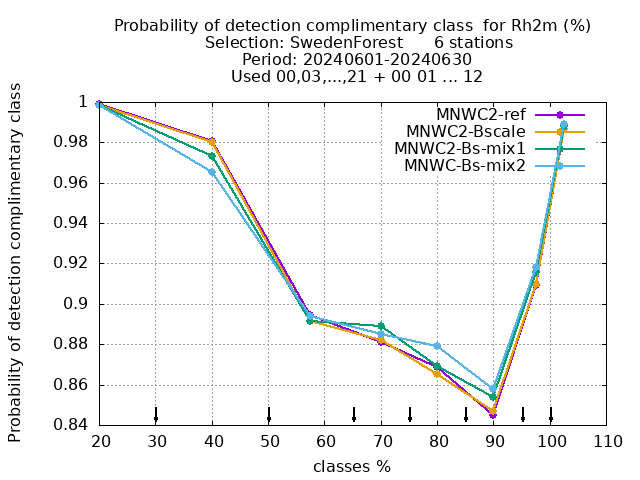 Probability of detection complimentary class  for Rh2m (%)
Selection: SwedenForest      6 stations
Period: 20240601-20240630
Used 00,03,...,21 + 00 01 ... 12
Probability of detection complimentary class
1
0.98
0.96
0.94
0.92
0.9
0.88
0.86
0.84
MNWC2-ref
MNWC2-Bscale
MNWC2-Bs-mix1
MNWC-Bs-mix2
20 30 40 50 60 70 80 90 100 110
classes %